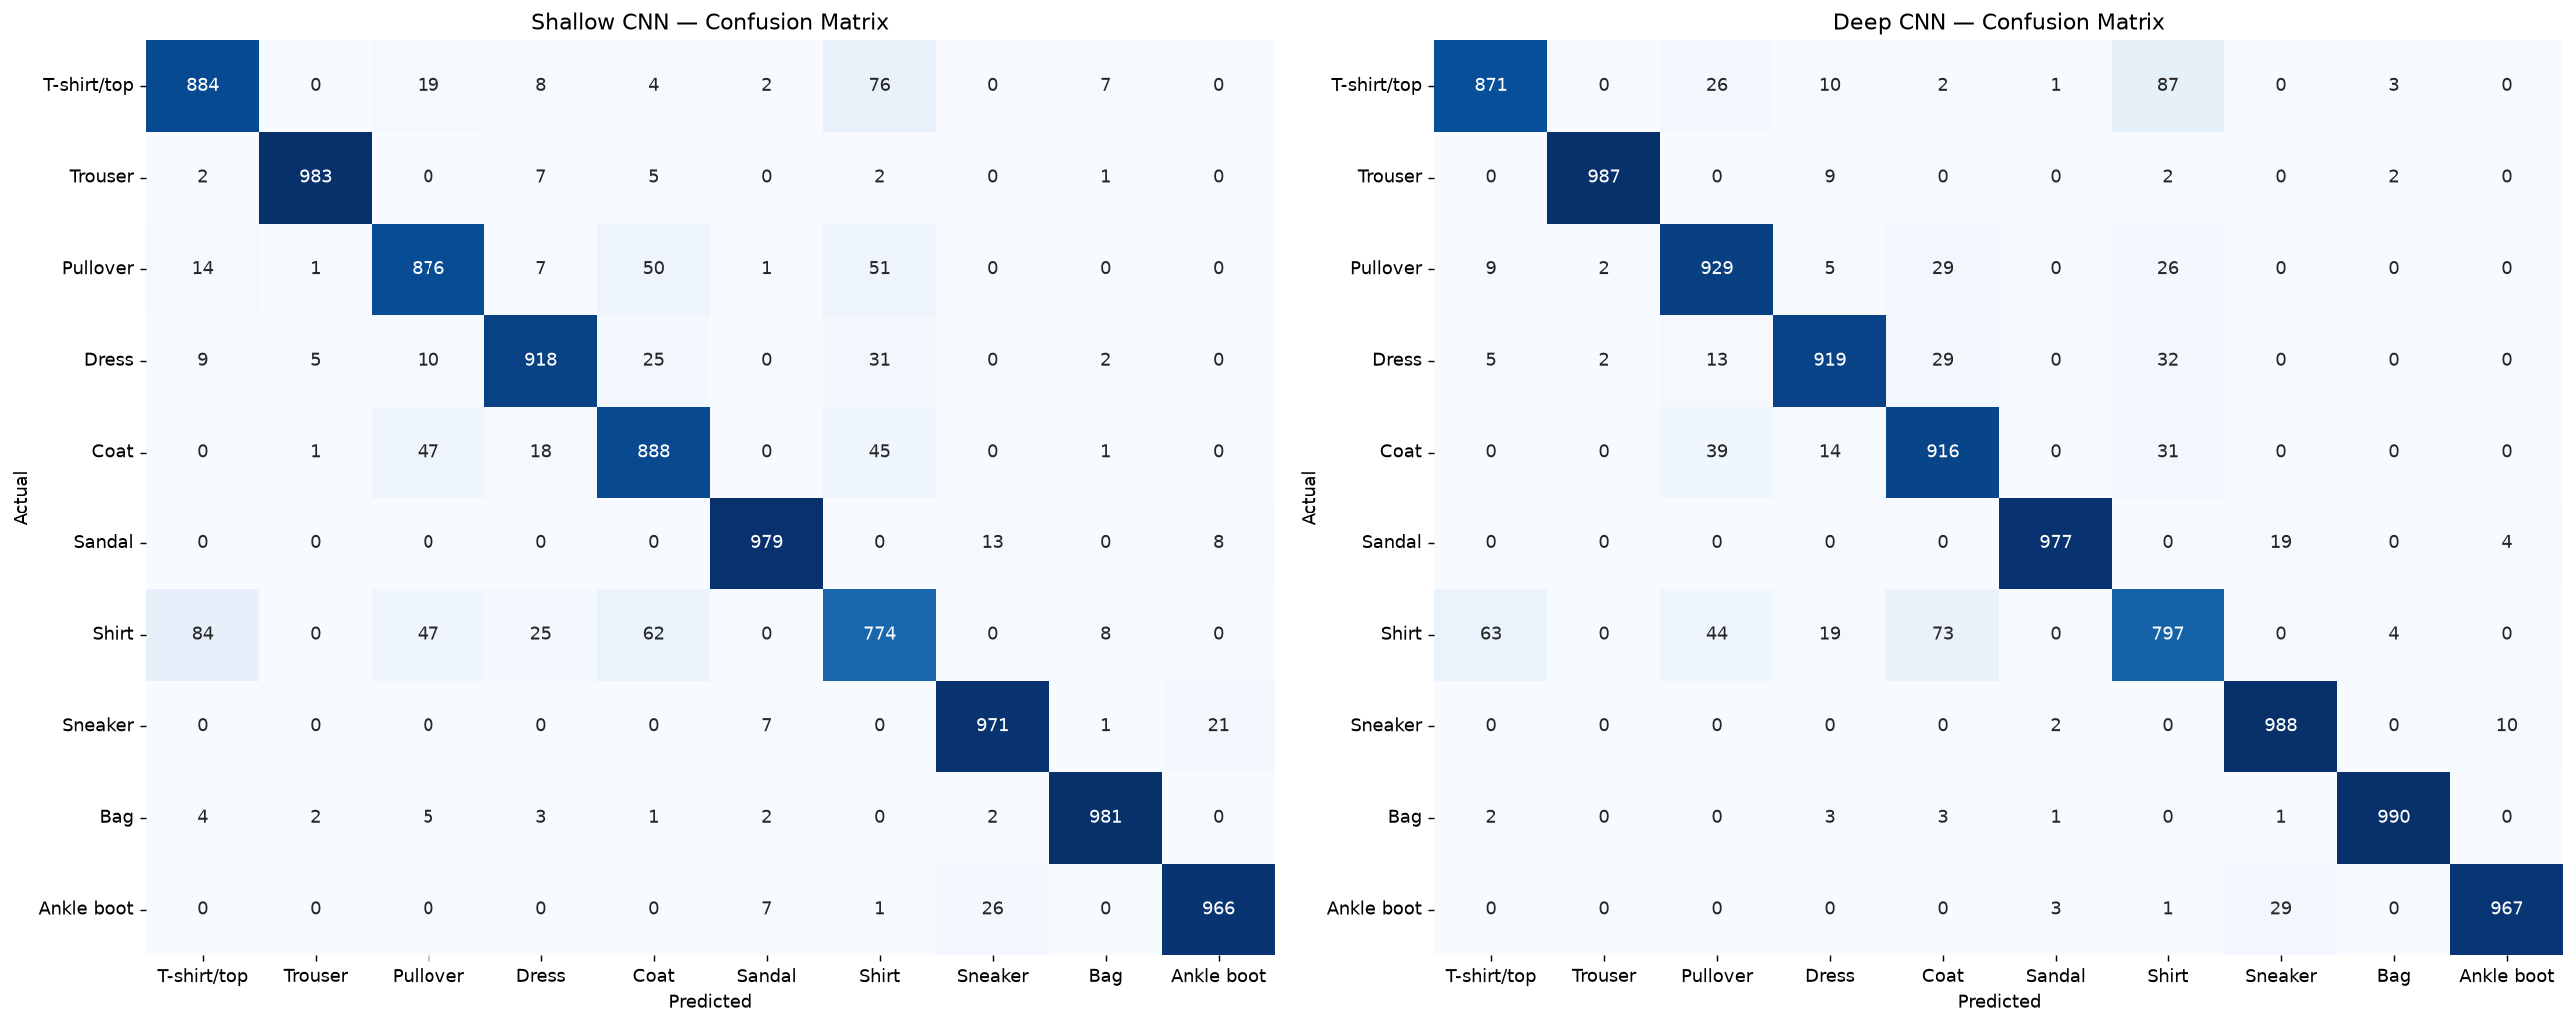 Shallow CNN — Confusion Matrix
T-shirt/top 884 0 19 8 4 2 76 0 7 0
Trouser 2 983 0 7 5 0 2 0 1 0
Pullover 14 1 876 7 50 1 51 0 0 0
Dress 9 5 10 918 25 0 31 0 2 0
Coat 0 1 47 18 888 0 45 0 1 0
Sandal 0 0 0 0 0 979 0 13 0 8
Shirt 84 0 47 25 62 0 774 0 8 0
Sneaker 0 0 0 0 0 7 0 971 1 21
Bag 4 2 5 3 1 2 0 2 981 0
Ankle boot 0 0 0 0 0 7 1 26 0 966
T-shirt/top Trouser Pullover Dress Coat Sandal Shirt Sneaker Bag Ankle boot
Predicted
Actual
Deep CNN — Confusion Matrix
T-shirt/top 871 0 26 10 2 1 87 0 3 0
Trouser 0 987 0 9 0 0 2 0 2 0
Pullover 9 2 929 5 29 0 26 0 0 0
Dress 5 2 13 919 29 0 32 0 0 0
Coat 0 0 39 14 916 0 31 0 0 0
Sandal 0 0 0 0 0 977 0 19 0 4
Shirt 63 0 44 19 73 0 797 0 4 0
Sneaker 0 0 0 0 0 2 0 988 0 10
Bag 2 0 0 3 3 1 0 1 990 0
Ankle boot 0 0 0 0 0 3 1 29 0 967
T-shirt/top Trouser Pullover Dress Coat Sandal Shirt Sneaker Bag Ankle boot
Predicted
Actual